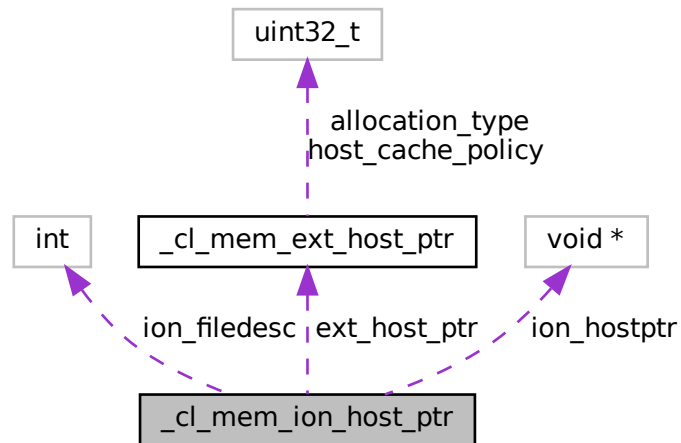 uint32_t
allocation_type
host_cache_policy
int
_cl_mem_ext_host_ptr
void *
ion_filedesc
ext_host_ptr
ion_hostptr
_cl_mem_ion_host_ptr